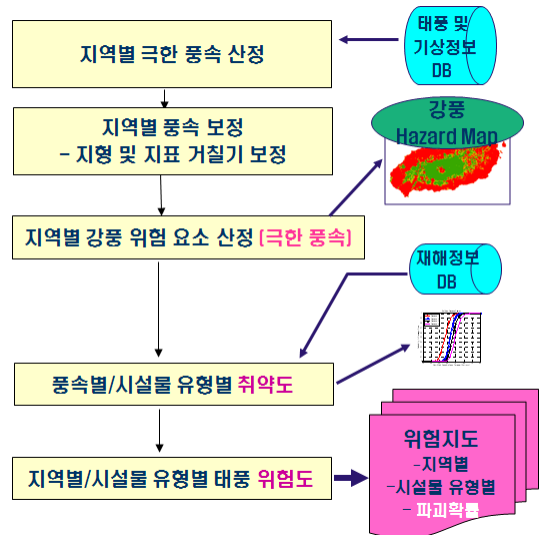 지역별 극한 풍속 산정
태풍 및
기상정보
DB
지역별 풍속 보정
- 지형 및 지표 거칠기 보정
강풍
Hazard Map
지역별 강풍 위험 요소 산정 (극한 풍속)
재해정보
DB
풍속별/시설물 유형별 취약도
지역별/시설물 유형별 태풍 위험도
위험지도
-지역별
-시설물 유형별
- 파괴확률